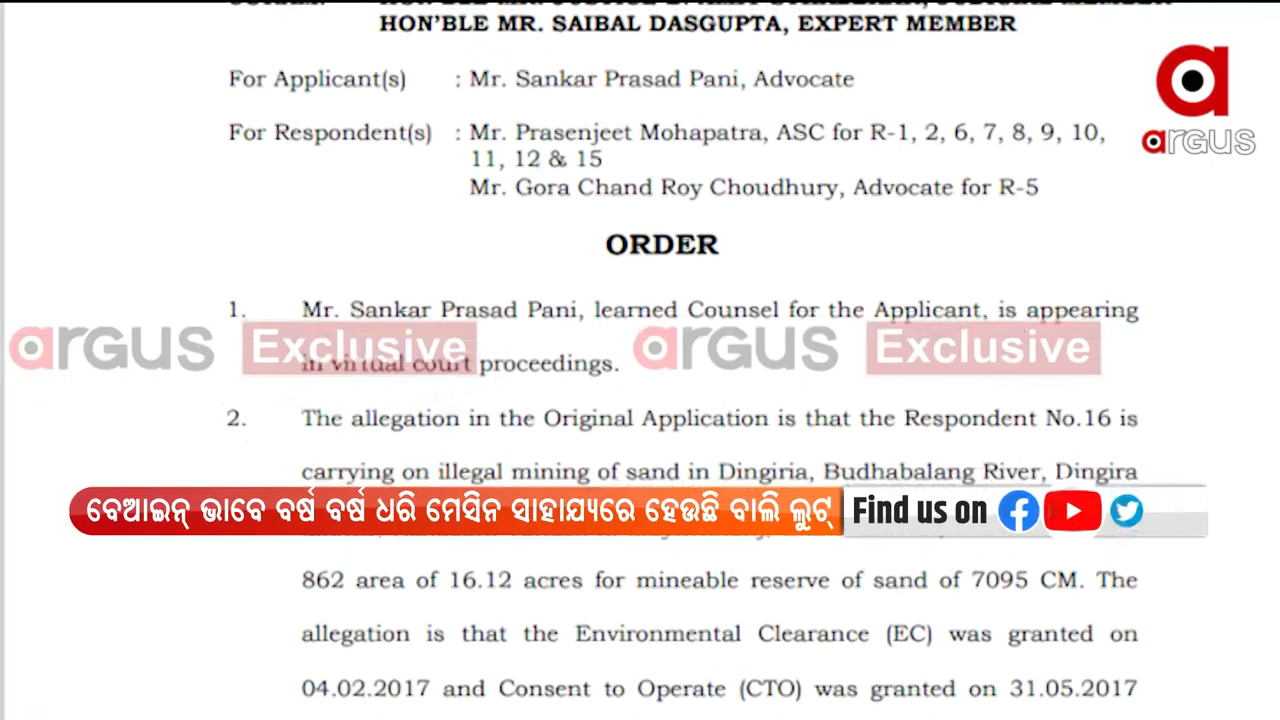 HON'BLE MR. SAIBAL DASGUPTA, EXPERT MEMBER
For Applicant(s) : Mr. Sankar Prasad Pani, Advocate
argus
For Respondent(s) : Mr. Prasenjeet Mohapatra, ASC for R-1, 2, 6, 7, 8, 9, 10,
11, 12 & 15
Mr. Gora Chand Roy Choudhury, Advocate for R-5
ORDER
1. Mr. Sankar Prasad Pani, learned Counsel for the Applicant, is appearing
argus Exclusive argus Exclusive
in virtual court proceedings.
2. The allegation in the Original Application is that the Respondent No.16 is
carrying on illegal mining of sand in Dingiria, Budhabalang River, Dingira
ବେଆଇନ୍ ଭାବେ ବର୍ଷ ବର୍ଷ ଧରି ମେସିନ ସାହାଯ୍ୟରେ ହେଉଛି ବାଲି ଲୁଟ୍ Find us on
862 area of 16.12 acres for mineable reserve of sand of 7095 CM. The
allegation is that the Environmental Clearance (EC) was granted on
04.02.2017 and Consent to Operate (CTO) was granted on 31.05.2017